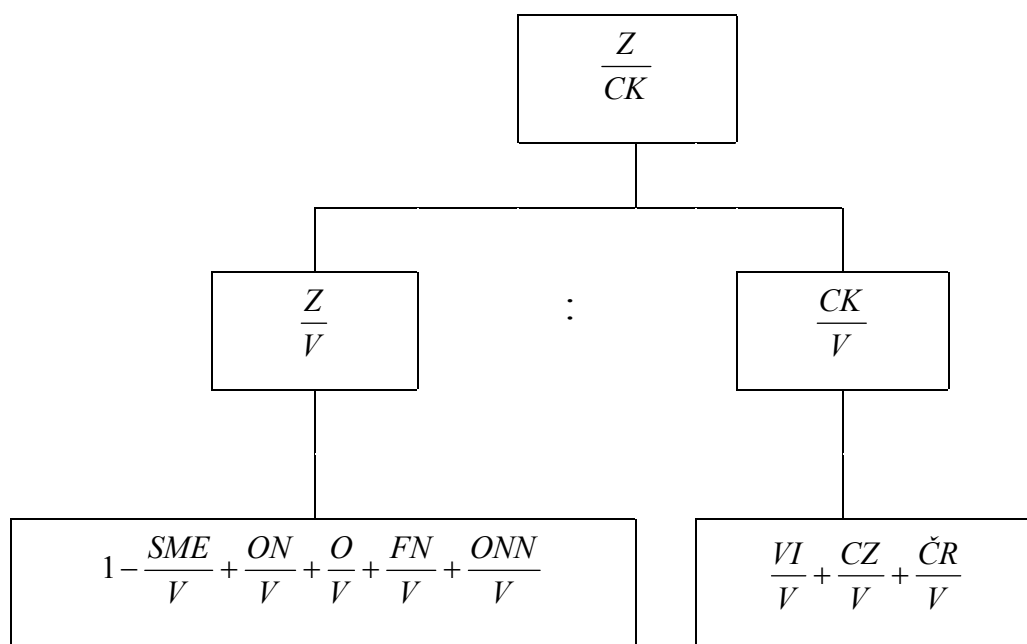 Z/CK
Z/V : CK/V
1 − SME/V + ON/V + O/V + FN/V + ONN/V
VI/V + CZ/V + ČR/V